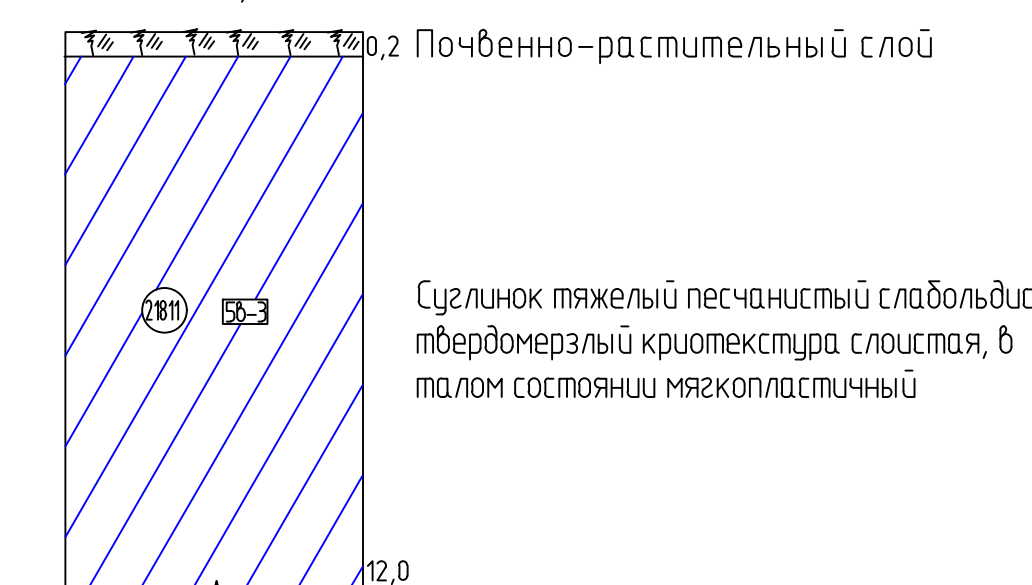 0,2 Почвенно-растительный слой
21811 5в-3
Суглинок тяжелый песчанистый
твердомерзлый криотекстура слоистая, в
талом состоянии мягкопластичный
12,0